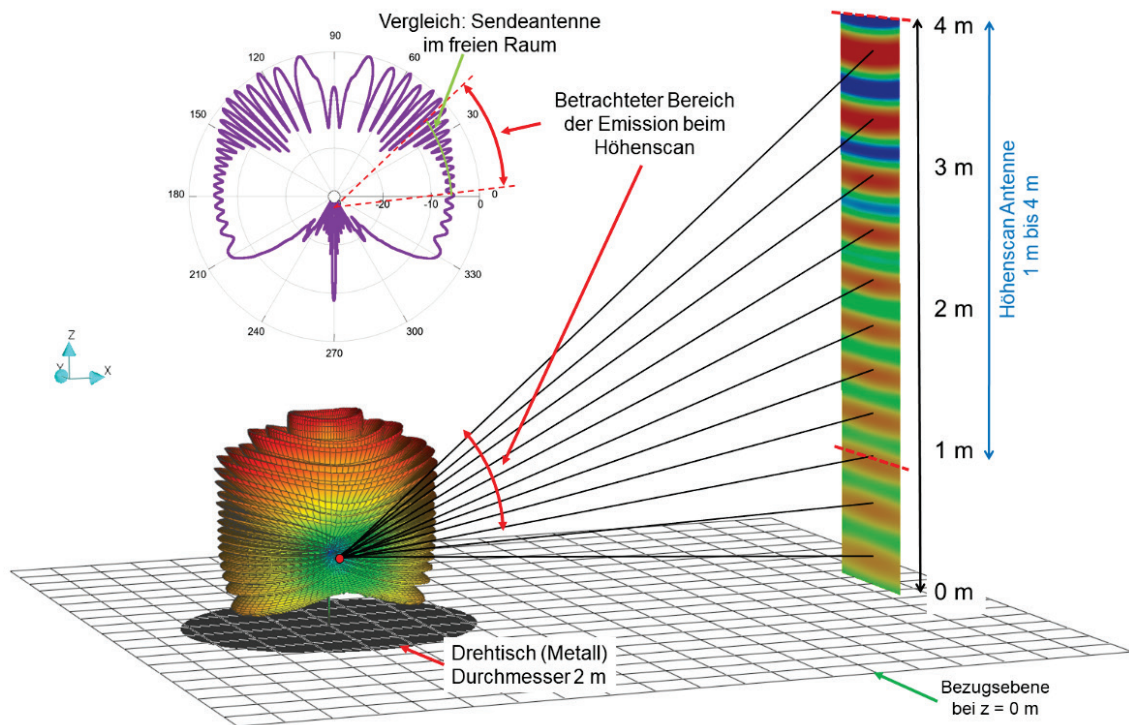 Vergleich: Sendeantenne
im freien Raum
90
120
60
150
30
180
-20
-10
0
0
210
330
240
300
270
Betrachteter Bereich
der Emission beim
Höhenscan
4 m
3 m
2 m
1 m
0 m
Höhenscan Antenne
1 m bis 4 m
Z
Y
X
Drehtisch (Metall)
Durchmesser 2 m
Bezugsebene
bei z = 0 m